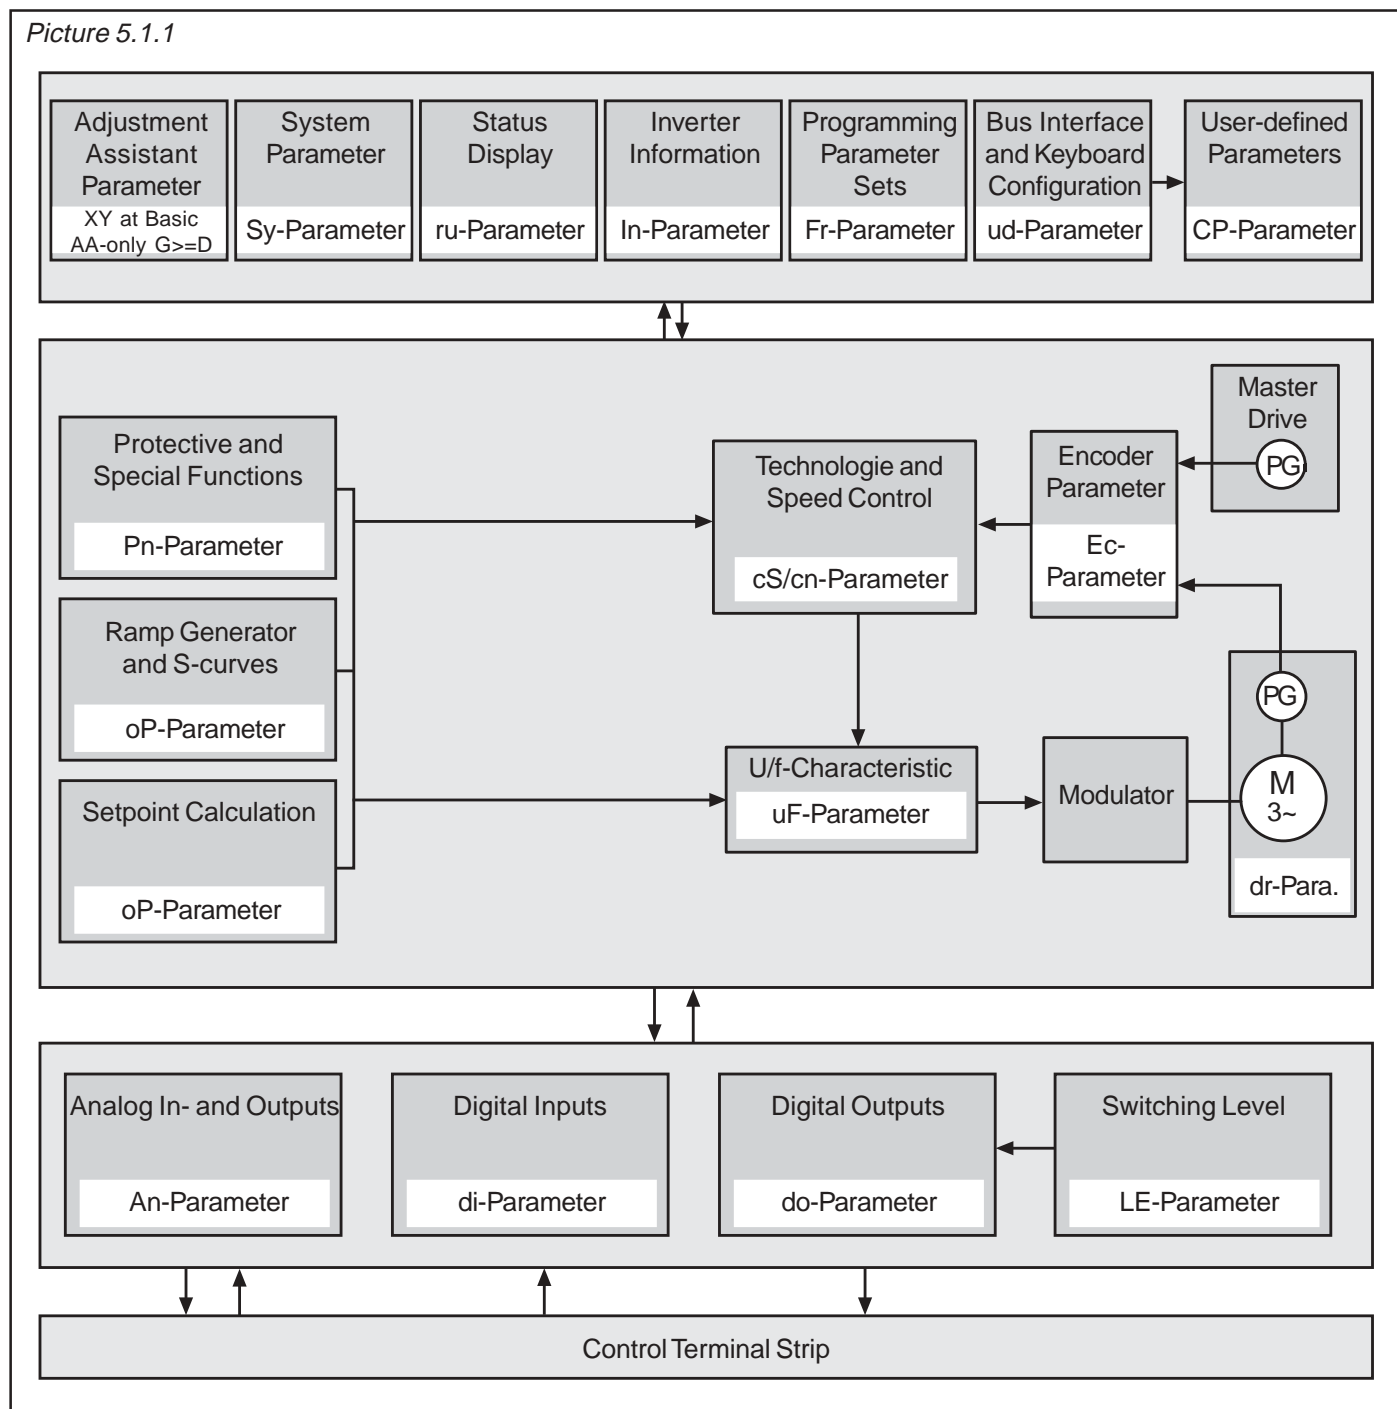 Picture 5.1.1
Adjustment
Assistant
Parameter
XY at Basic
AA-only G>=D
System
Parameter
Sy-Parameter
Status
Display
ru-Parameter
Inverter
Information
In-Parameter
Programming
Parameter
Sets
Fr-Parameter
Bus Interface
and Keyboard
Configuration
ud-Parameter
User-defined
Parameters
CP-Parameter
Protective and
Special Functions
Pn-Parameter
Ramp Generator
and S-curves
oP-Parameter
Setpoint Calculation
oP-Parameter
Technologie and
Speed Control
cS/cn-Parameter
U/f-Characteristic
uF-Parameter
Encoder
Parameter
Ec-
Parameter
Master
Drive
PG
Modulator
PG
M
3~
dr-Para.
Analog In- and Outputs
An-Parameter
Digital Inputs
di-Parameter
Digital Outputs
do-Parameter
Switching Level
LE-Parameter
Control Terminal Strip